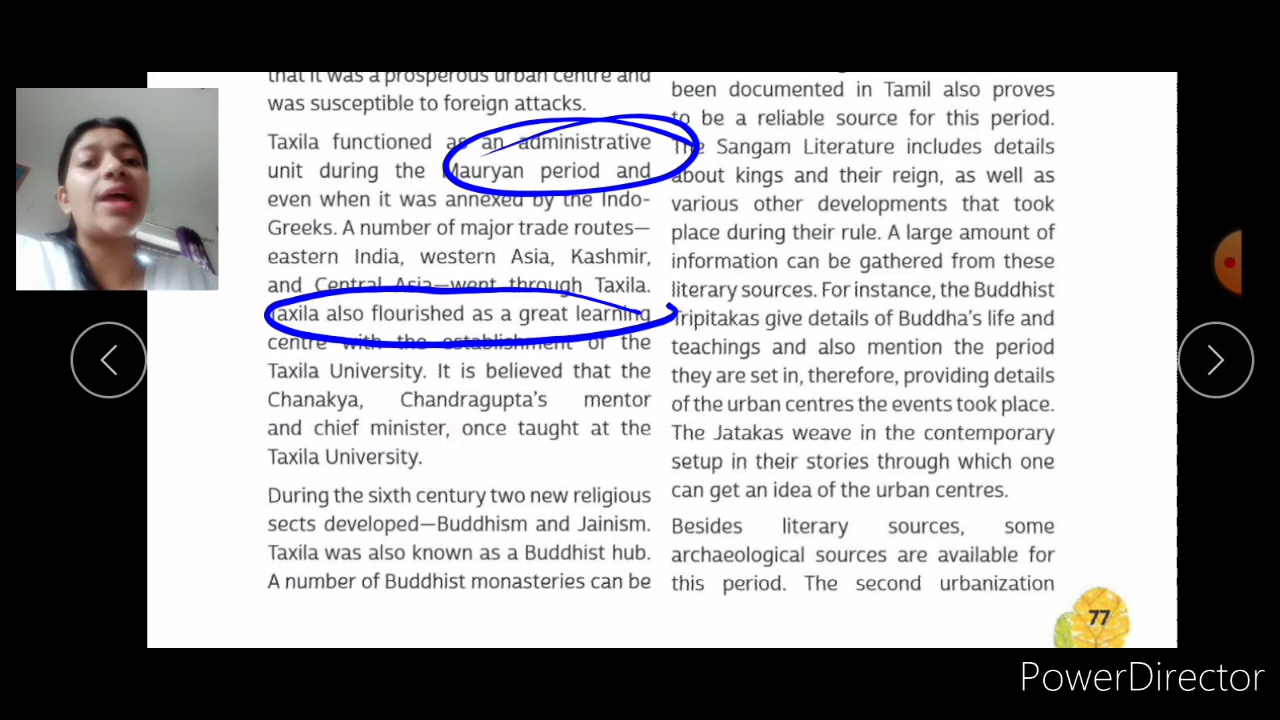 that it was a prosperous urban centre and
was susceptible to foreign attacks.
Taxila functioned as an administrative
unit during the Mauryan period and
even when it was annexed by the Indo-
Greeks. A number of major trade routes—
eastern India, western Asia, Kashmir,
and Central Asia—went through Taxila.
Taxila also flourished as a great learning
centre with the establishment of the
Taxila University. It is believed that the
Chanakya, Chandragupta's mentor
and chief minister, once taught at the
Taxila University.
During the sixth century two new religious
sects developed—Buddhism and Jainism.
Taxila was also known as a Buddhist hub.
A number of Buddhist monasteries can be
been documented in Tamil also proves
to be a reliable source for this period.
The Sangam Literature includes details
about kings and their reign, as well as
various other developments that took
place during their rule. A large amount of
information can be gathered from these
literary sources. For instance, the Buddhist
Tripitakas give details of Buddha's life and
teachings and also mention the period
they are set in, therefore, providing details
of the urban centres the events took place.
The Jatakas weave in the contemporary
setup in their stories through which one
can get an idea of the urban centres.
Besides literary sources, some
archaeological sources are available for
this period. The second urbanization
77
PowerDirector